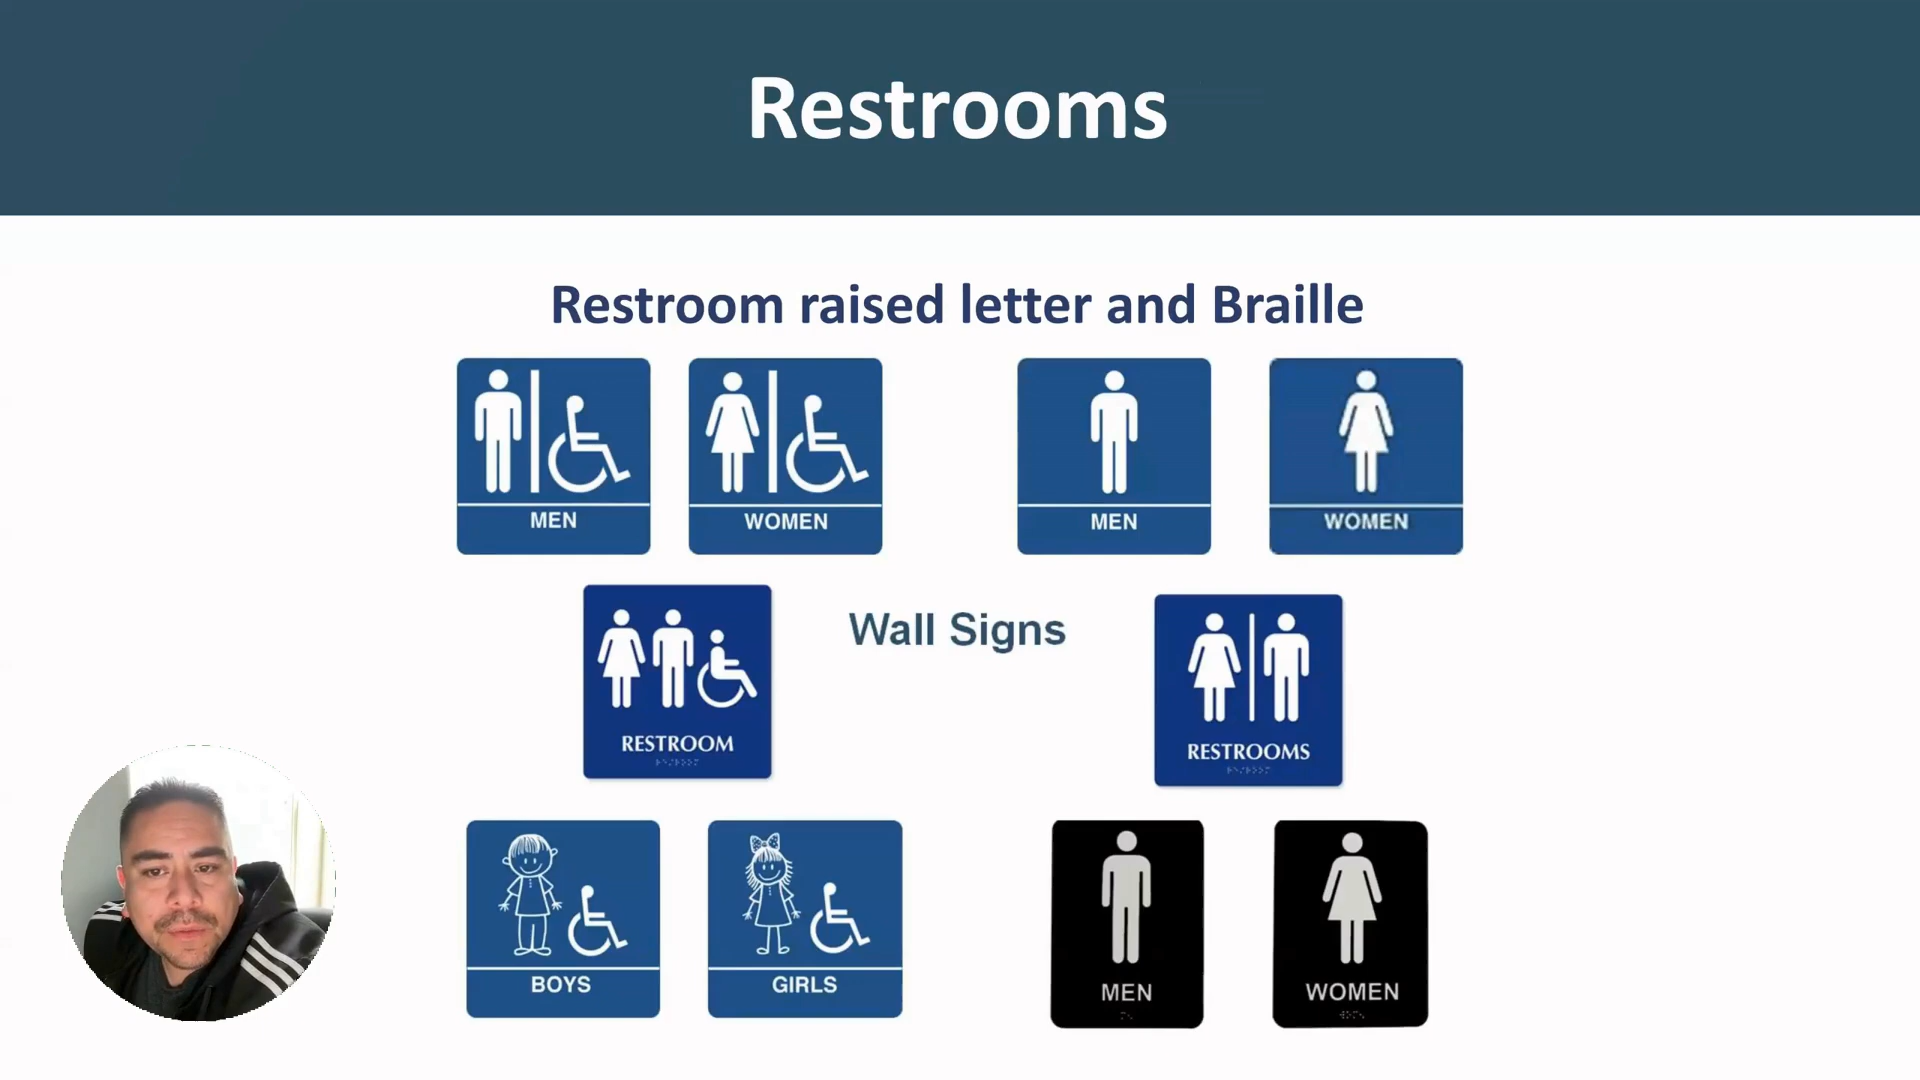 Restrooms
Restroom raised letter and Braille
MEN
WOMEN
MEN
WOMEN
Wall Signs
RESTROOM
RESTROOMS
BOYS
GIRLS
MEN
WOMEN